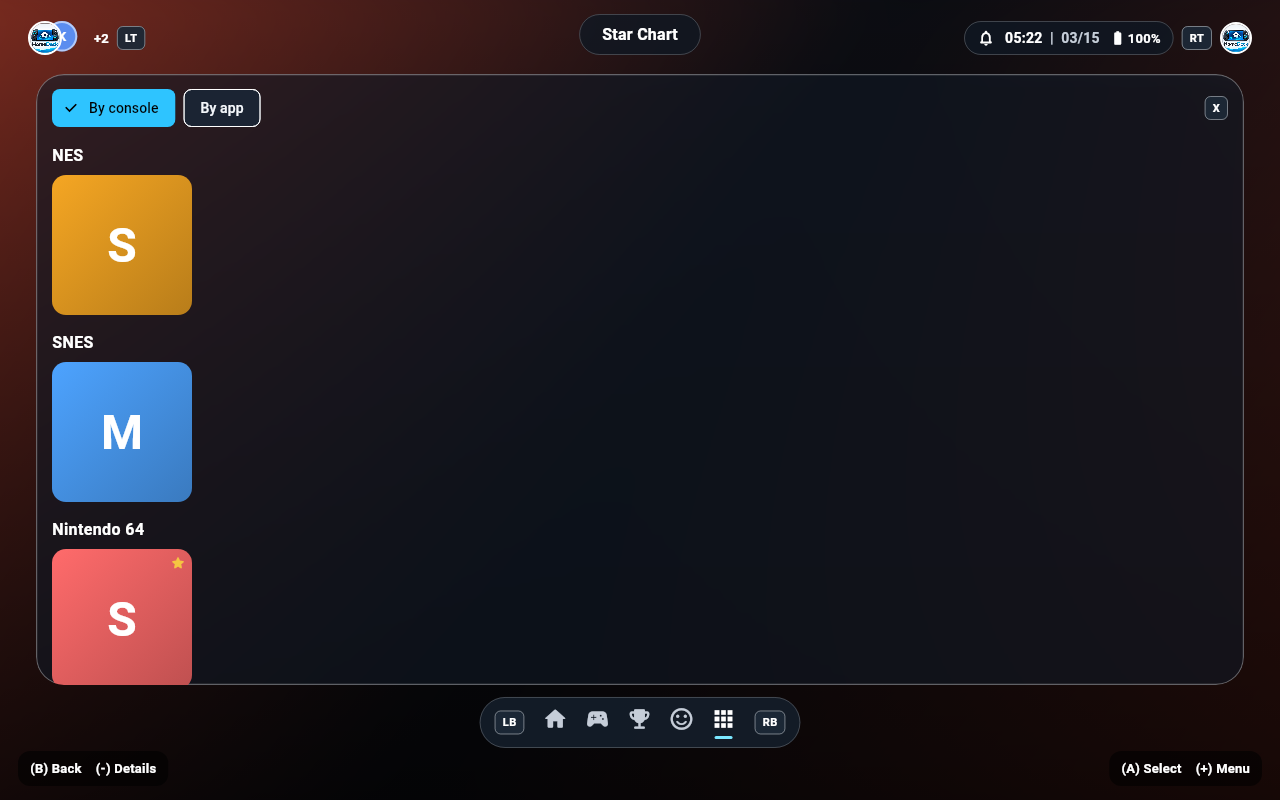 HomeDeck
+2
LT
Star Chart
05:22 | 03/15
100%
RT
By console
By app
X
NES
S
SNES
M
Nintendo 64
S
LB
RB
(B) Back
(-) Details
(A) Select
(+) Menu